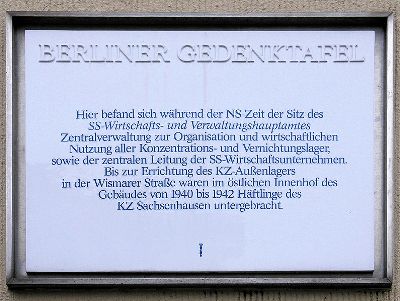 BERLINER GEDENKTAFEL
Hier befand sich während der NS Zeit der Sitz des
SS-Wirtschafts- und Verwaltungshauptamtes
Zentralverwaltung zur Organisation und wirtschaftlichen
Nutzung aller Konzentrations- und Vernichtungslager,
sowie der zentralen Leitung der SS-Wirtschaftsunternehmen.
Bis zur Errichtung des KZ-Außenlagers
in der Wismarer Straße waren im östlichen Innenhof des
Gebäudes von 1940 bis 1942 Häftlinge des
KZ Sachsenhausen untergebracht.